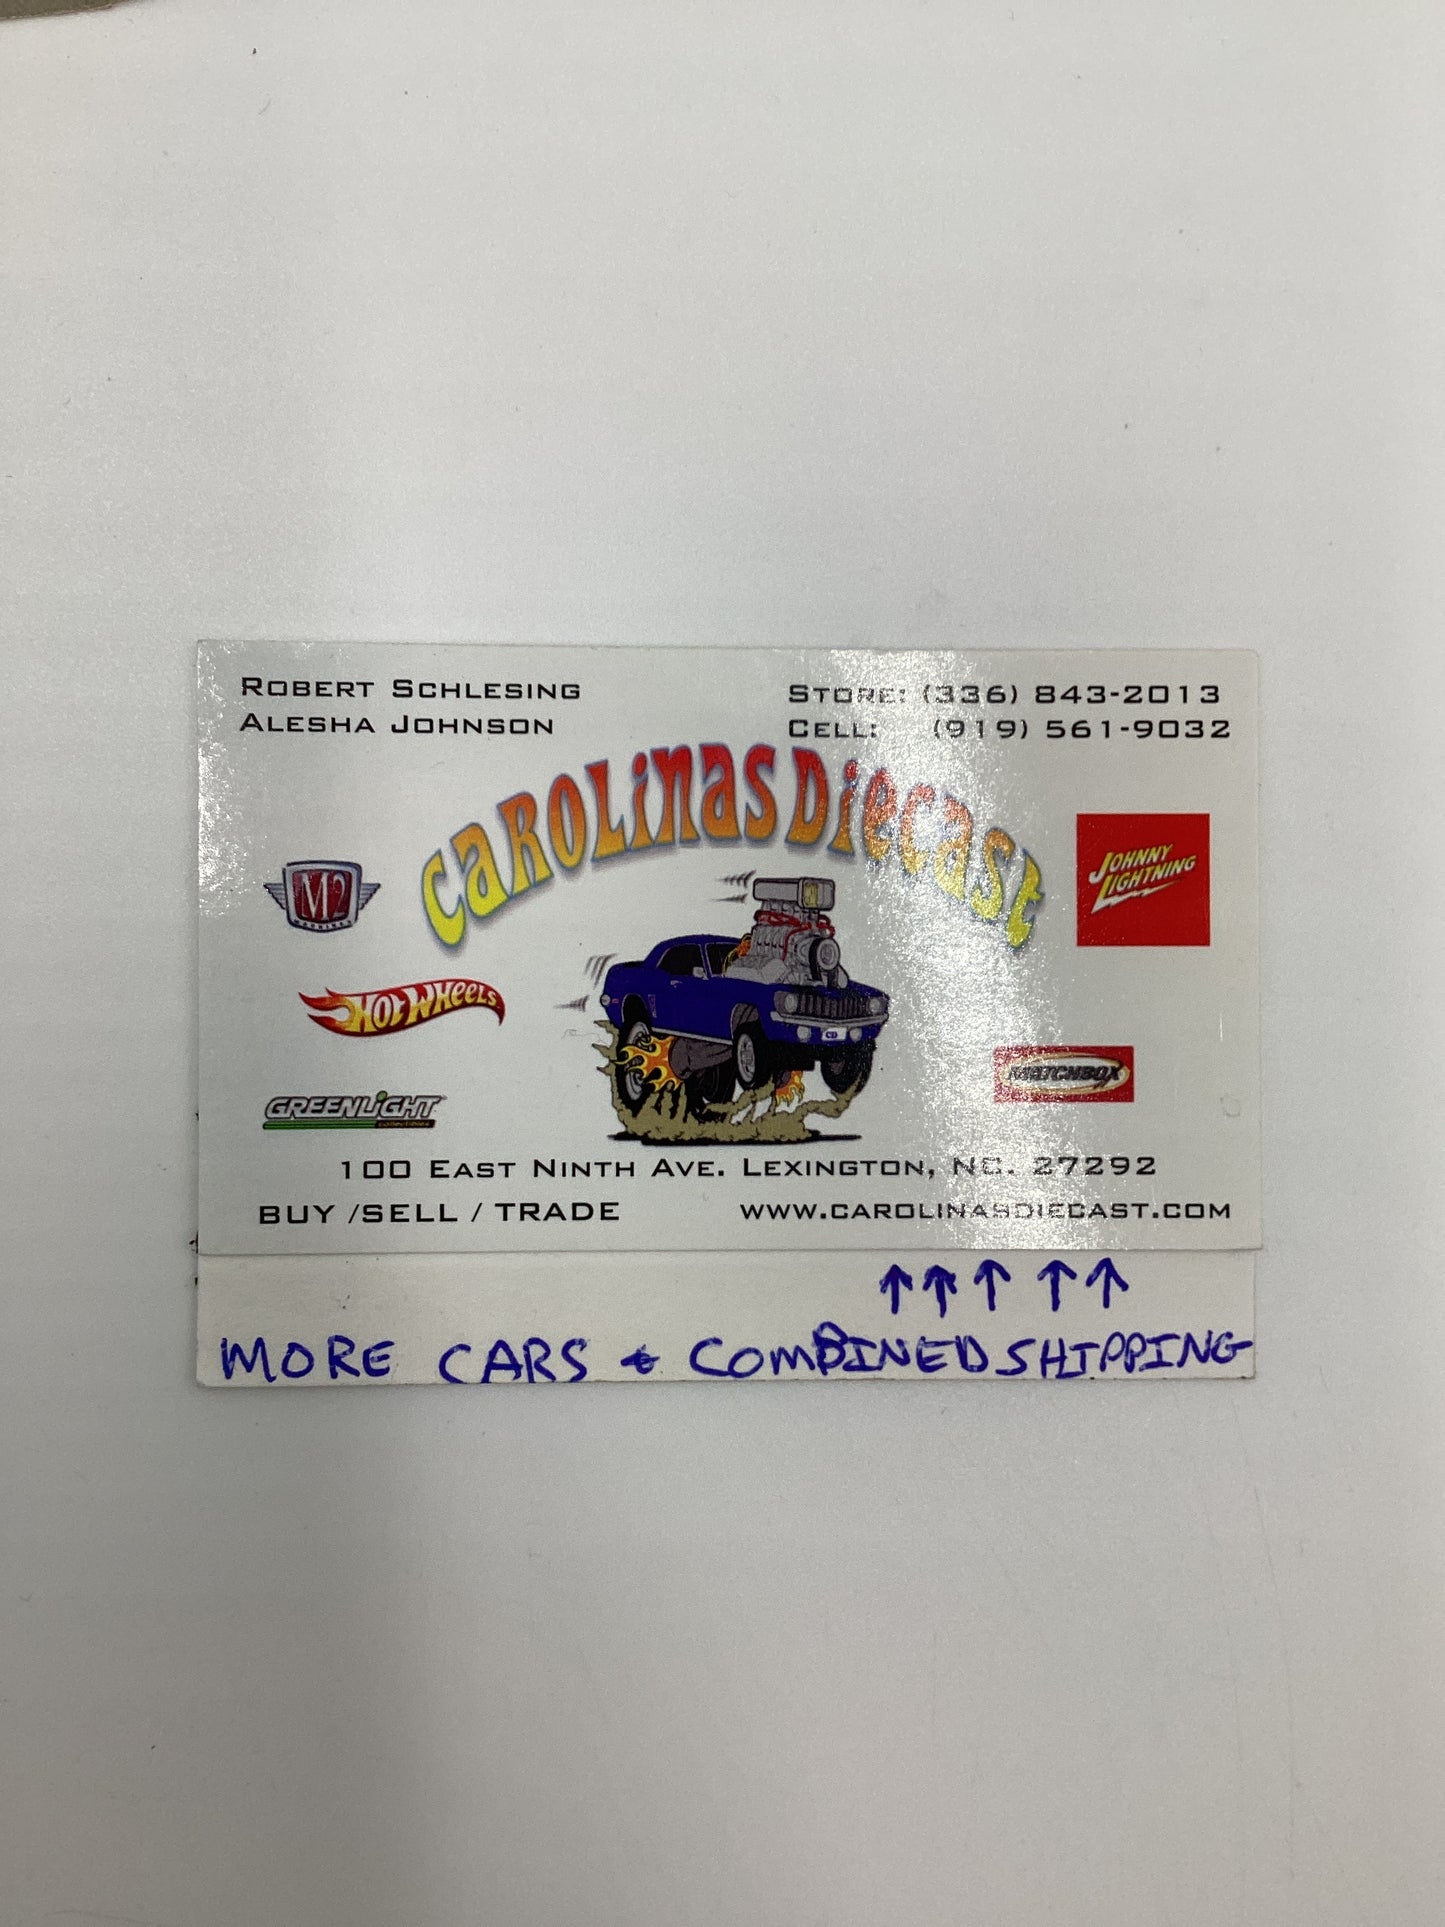 ROBERT SCHLESING
ALESHA JOHNSON
STORE: (336) 843-2013
CELL: (919) 561-9032
CAROLINAS DIECAST
M2
MACHINES
JOHNNY
LIGHTNING
HOT WHEELS
MATCHBOX
GREENLIGHT
COLLECTIBLES
100 EAST NINTH AVE. LEXINGTON, NC. 27292
BUY /SELL / TRADE
WWW.CAROLINASDIECAST.COM
↑ ↑ ↑ ↑ ↑
MORE CARS & COMBINED SHIPPING